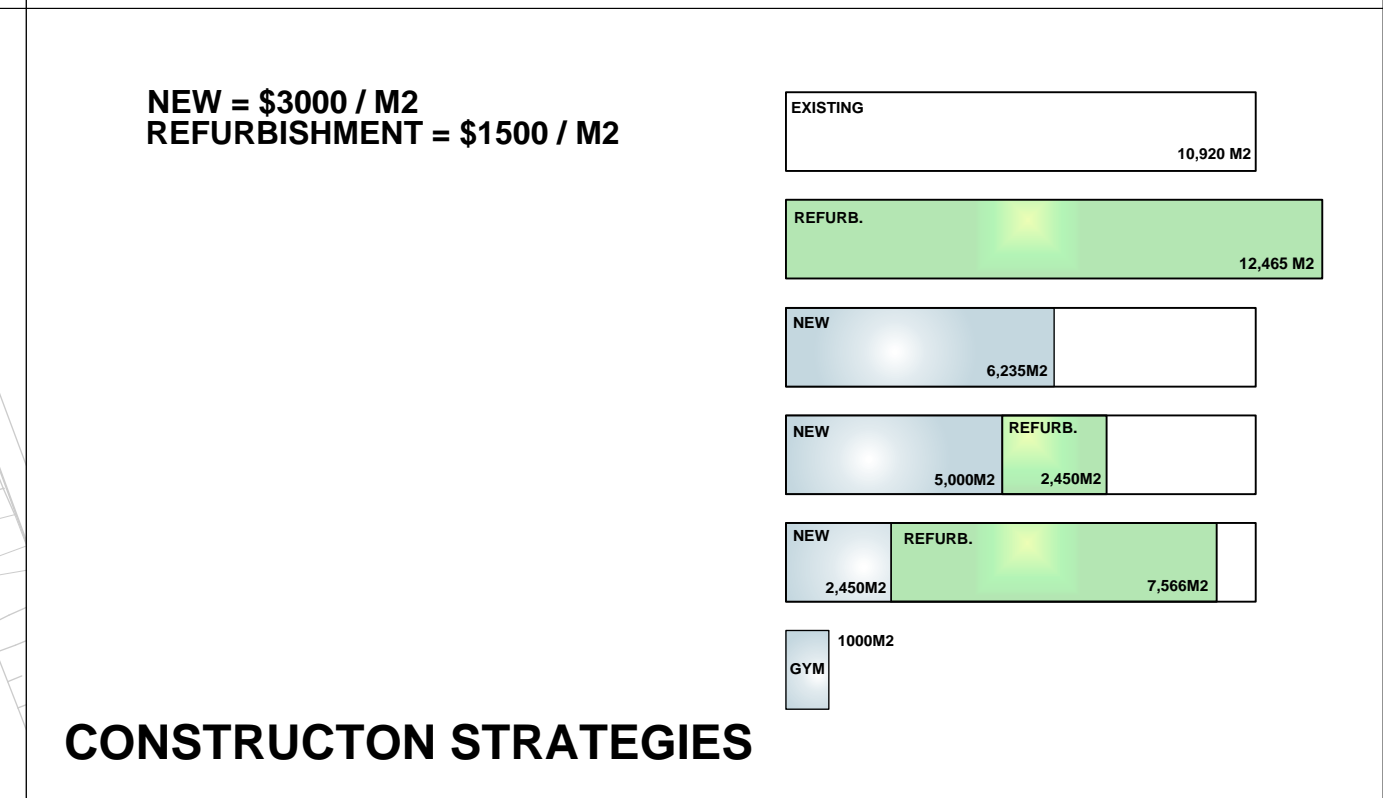 NEW = $3000 / M2
REFURBISHMENT = $1500 / M2
EXISTING
10,920 M2
REFURB.
12,465 M2
NEW
6,235M2
NEW
5,000M2
REFURB.
2,450M2
NEW
2,450M2
REFURB.
7,566M2
GYM
1000M2
CONSTRUCTON STRATEGIES